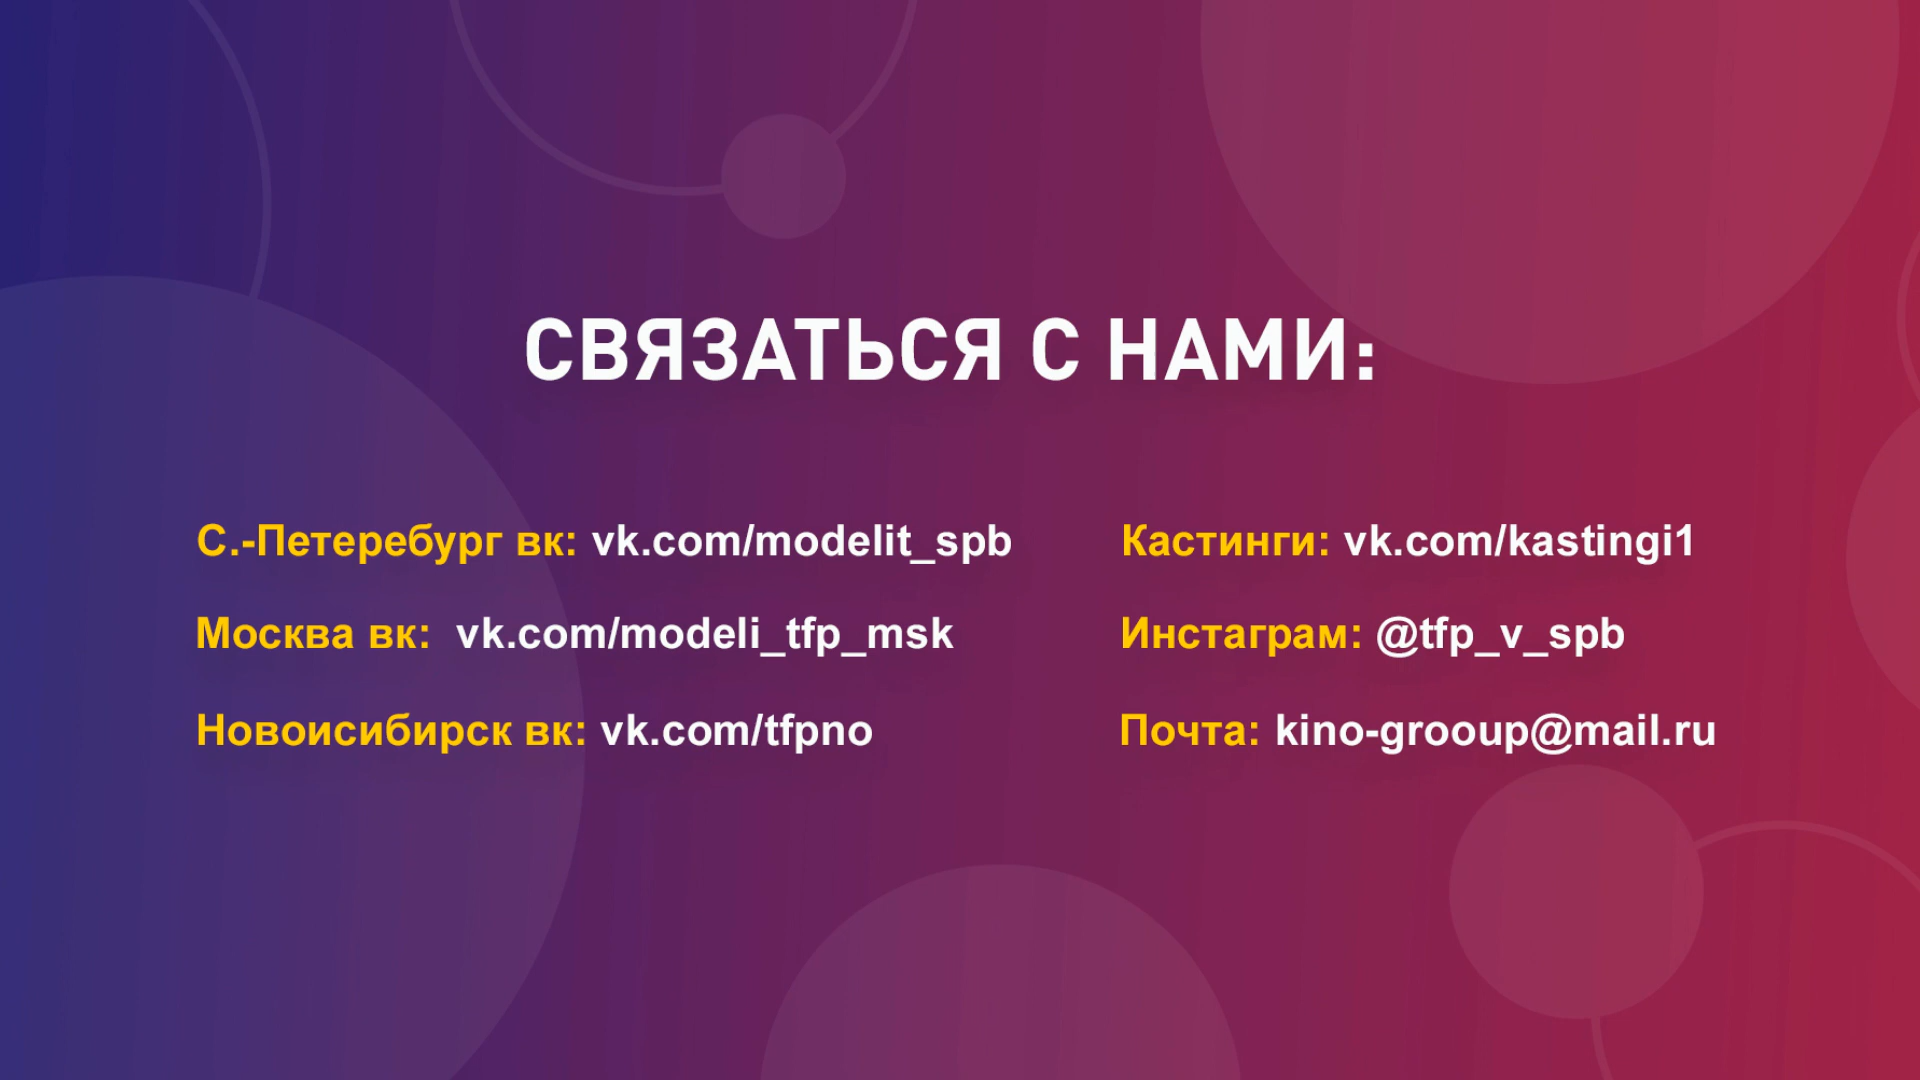 СВЯЗАТЬСЯ С НАМИ:
С.-Петеребург вк: vk.com/modelit_spb
Москва вк: vk.com/modeli_tfp_msk
Новоисибирск вк: vk.com/tfpno
Кастинги: vk.com/kastingi1
Инстаграм: @tfp_v_spb
Почта: kino-grooup@mail.ru